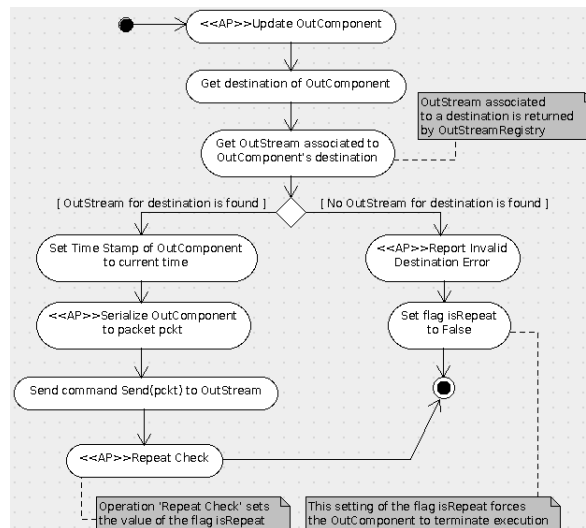 <<AP>>Update OutComponent
Get destination of OutComponent
OutStream associated
to a destination is returned
by OutStreamRegistry
Get OutStream associated to
OutComponent's destination
[ OutStream for destination is found ]
[ No OutStream for destination is found ]
Set Time Stamp of OutComponent
to current time
<<AP>>Report Invalid
Destination Error
<<AP>>Serialize OutComponent
to packet pckt
Set flag isRepeat
to False
Send command Send(pckt) to OutStream
<<AP>>Repeat Check
Operation 'Repeat Check' sets
the value of the flag isRepeat
This setting of the flag isRepeat forces
the OutComponent to terminate execution